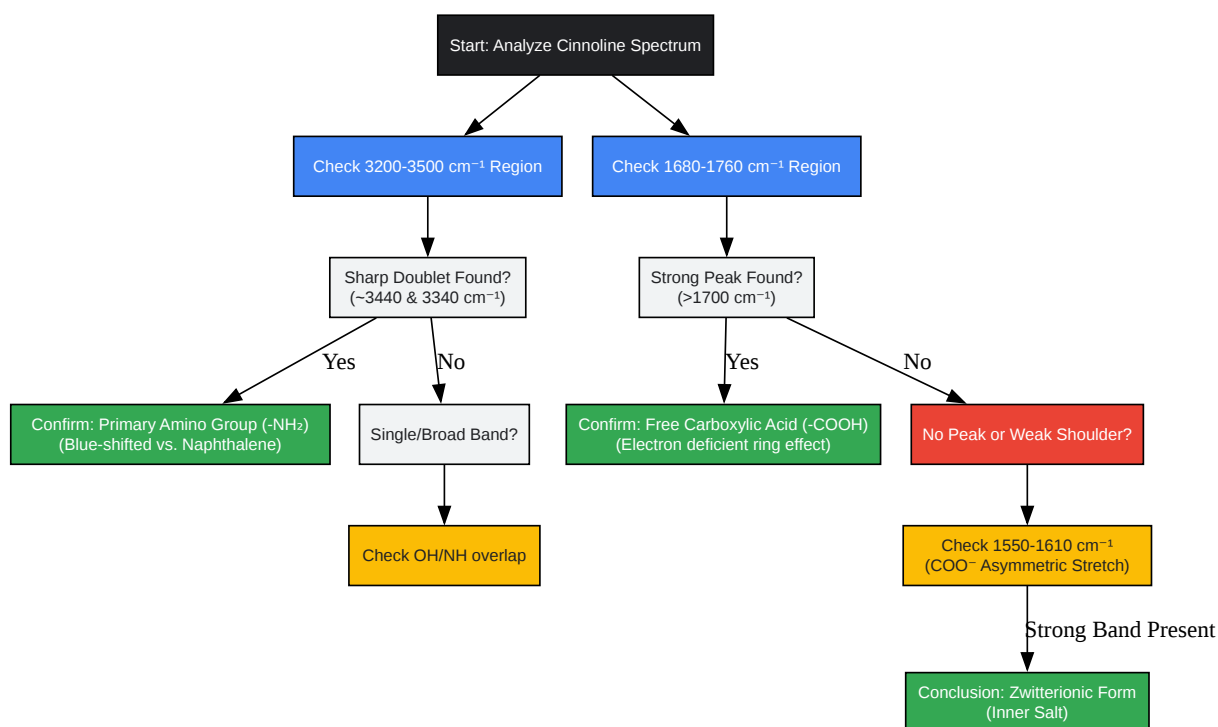 Start: Analyze Cinnoline Spectrum
Check 3200-3500 cm⁻¹ Region
Check 1680-1760 cm⁻¹ Region
Sharp Doublet Found?
(~3440 & 3340 cm⁻¹)
Strong Peak Found?
(>1700 cm⁻¹)
Yes
No
Yes
No
Confirm: Primary Amino Group (-NH₂)
(Blue-shifted vs. Naphthalene)
Single/Broad Band?
Confirm: Free Carboxylic Acid (-COOH)
(Electron deficient ring effect)
No Peak or Weak Shoulder?
Check OH/NH overlap
Check 1550-1610 cm⁻¹
(COO⁻ Asymmetric Stretch)
Strong Band Present
Conclusion: Zwitterionic Form
(Inner Salt)